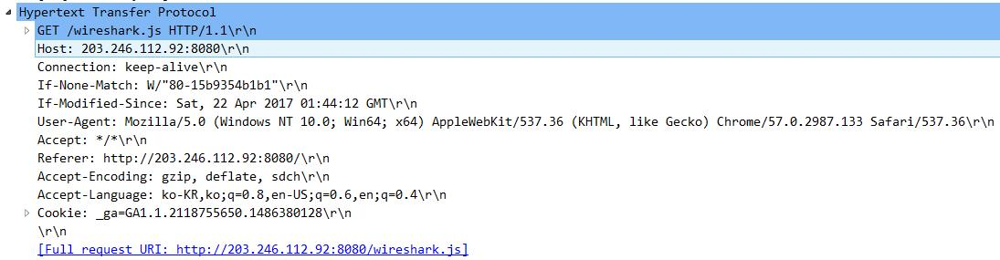 Hypertext Transfer Protocol
GET /wireshark.js HTTP/1.1\r\n
Host: 203.246.112.92:8080\r\n
Connection: keep-alive\r\n
If-None-Match: W/"80-15b9354b1b1"\r\n
If-Modified-Since: Sat, 22 Apr 2017 01:44:12 GMT\r\n
User-Agent: Mozilla/5.0 (Windows NT 10.0; Win64; x64) AppleWebKit/537.36 (KHTML, like Gecko) Chrome/57.0.2987.133 Safari/537.36\r\n
Accept: */*\r\n
Referer: http://203.246.112.92:8080/\r\n
Accept-Encoding: gzip, deflate, sdch\r\n
Accept-Language: ko-KR,ko;q=0.8,en-US;q=0.6,en;q=0.4\r\n
Cookie: _ga=GA1.1.2118755650.1486380128\r\n
\r\n
[Full request URI: http://203.246.112.92:8080/wireshark.js]